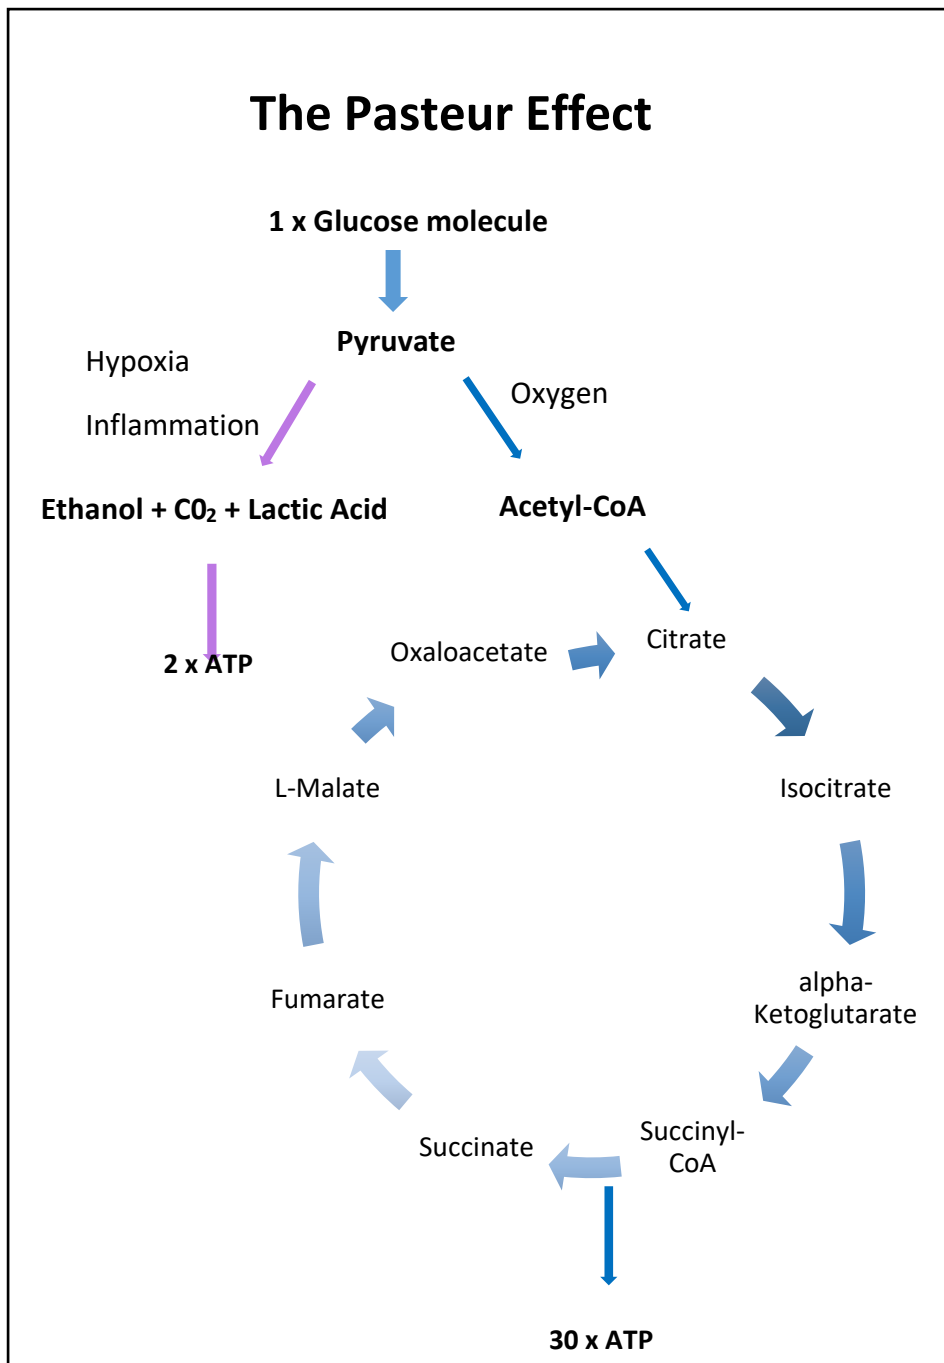 The Pasteur Effect
1 x Glucose molecule
Pyruvate
Hypoxia
Inflammation
Oxygen
Ethanol + C0₂ + Lactic Acid
Acetyl-CoA
2 x ATP
Oxaloacetate
Citrate
L-Malate
Isocitrate
Fumarate
alpha-
Ketoglutarate
Succinate
Succinyl-
CoA
30 x ATP